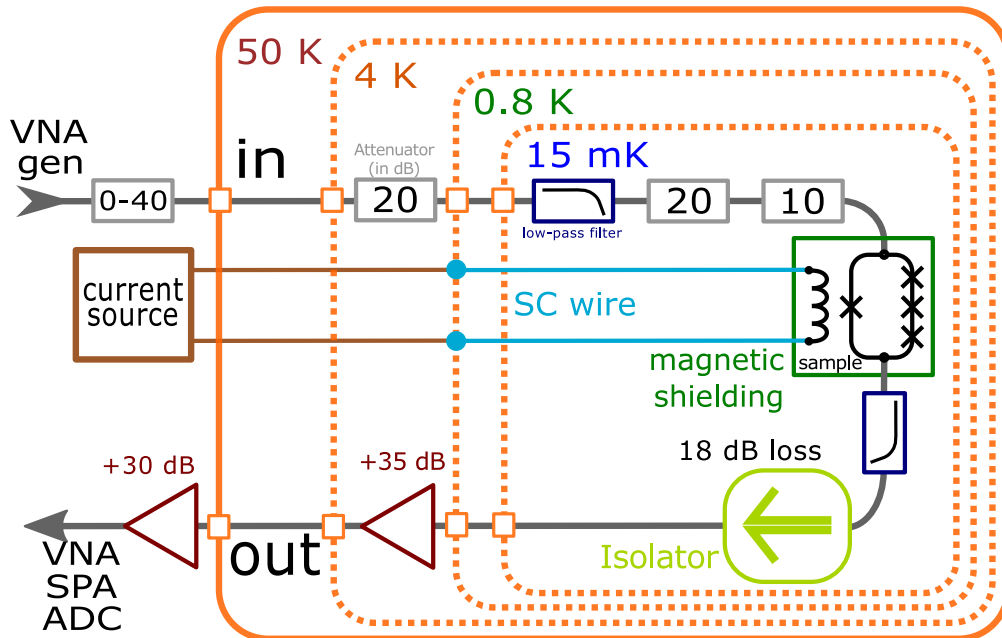 50 K
4 K
0.8 K
15 mK
VNA
gen
in
Attenuator
(in dB)
0-40
20
20
10
low-pass filter
current
source
SC wire
sample
magnetic
shielding
18 dB loss
+30 dB
+35 dB
Isolator
out
VNA
SPA
ADC